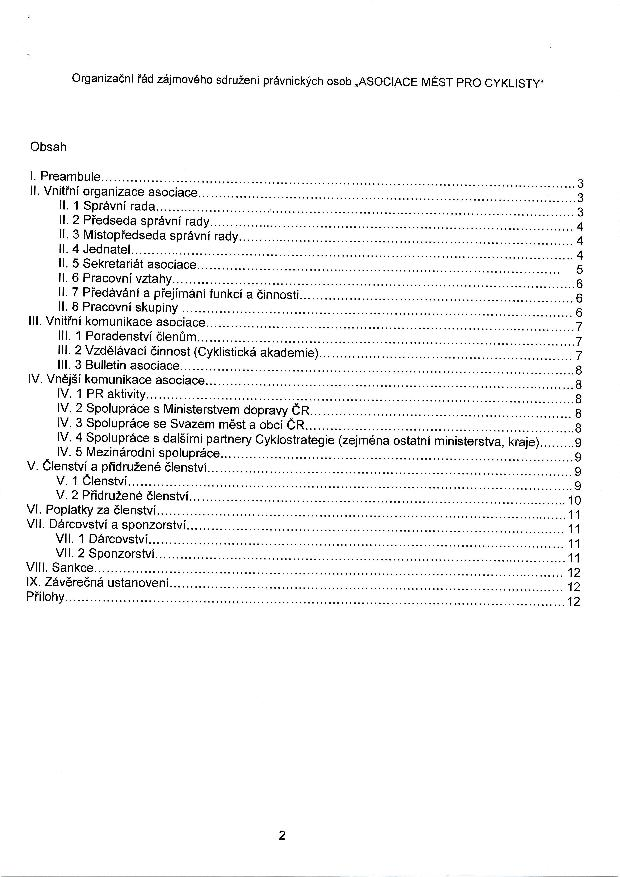 Organizační řád zájmového sdružení právnických osob „ASOCIACE MĚST PRO CYKLISTY“
Obsah
I. Preambule...3
II. Vnitřní organizace asociace...3
II. 1 Správní rada...3
II. 2 Předseda správní rady...4
II. 3 Místopředseda správní rady...4
II. 4 Jednatel...4
II. 5 Sekretariát asociace...5
II. 6 Pracovní vztahy...6
II. 7 Předávání a přejímání funkcí a činností...6
II. 8 Pracovní skupiny...6
III. Vnitřní komunikace asociace...7
III. 1 Poradenství členům...7
III. 2 Vzdělávací činnost (Cyklistická akademie)...7
III. 3 Bulletin asociace...8
IV. Vnější komunikace asociace...8
IV. 1 PR aktivity...8
IV. 2 Spolupráce s Ministerstvem dopravy ČR...8
IV. 3 Spolupráce se Svazem měst a obcí ČR...8
IV. 4 Spolupráce s dalšími partnery Cyklostrategie (zejména ostatní ministerstva, kraje)...9
IV. 5 Mezinárodní spolupráce...9
V. Členství a přidružené členství...9
V. 1 Členství...9
V. 2 Přidružené členství...10
VI. Poplatky za členství...11
VII. Dárcovství a sponzorství...11
VII. 1 Dárcovství...11
VII. 2 Sponzorství...11
VIII. Sankce...12
IX. Závěrečná ustanovení...12
Přílohy...12
2